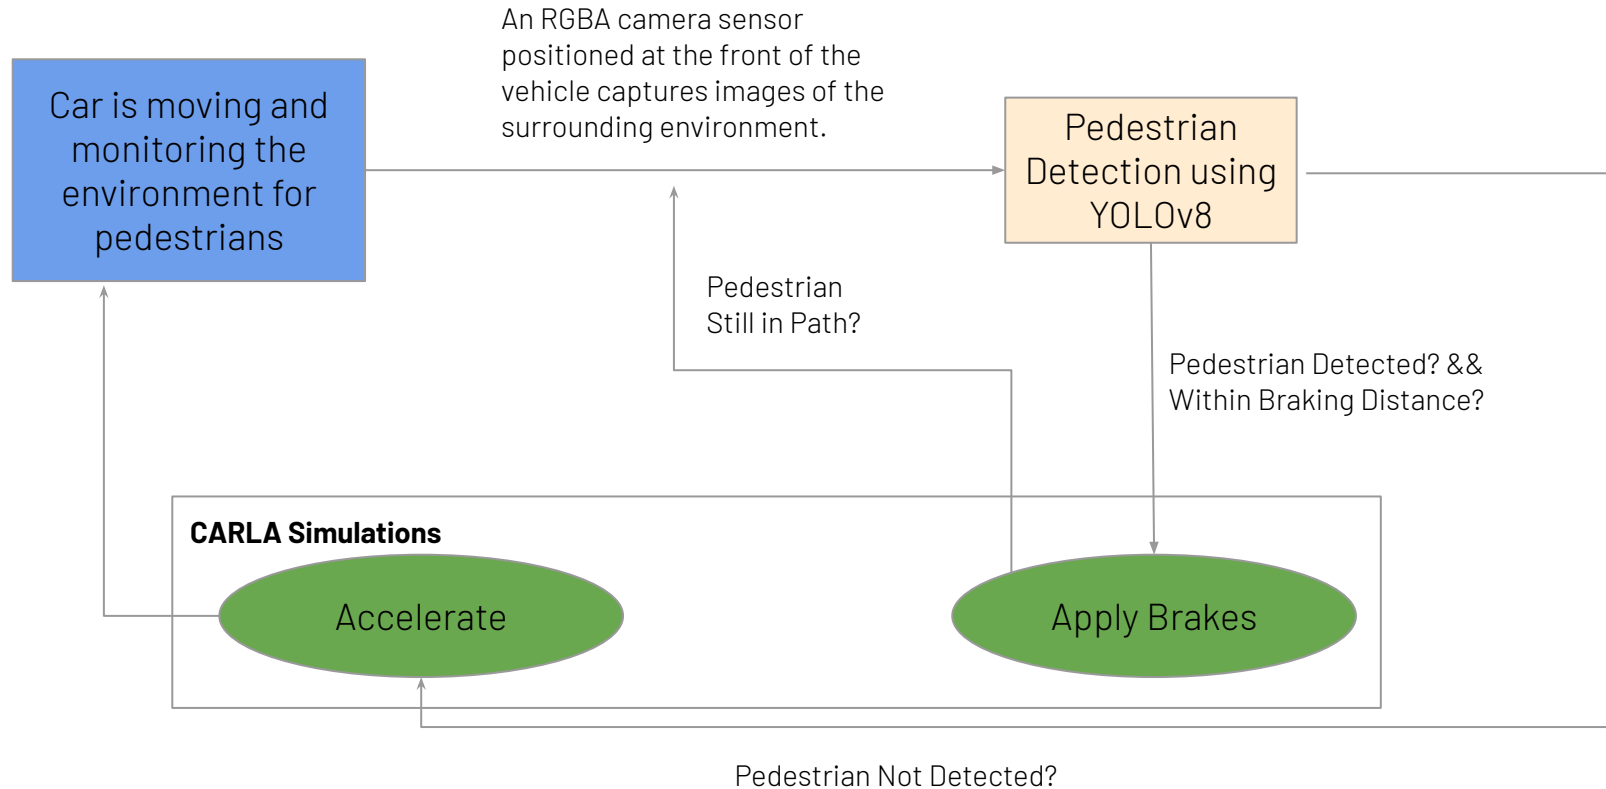 An RGBA camera sensor
positioned at the front of the
vehicle captures images of the
surrounding environment.
Car is moving and
monitoring the
environment for
pedestrians
Pedestrian
Detection using
YOLOv8
Pedestrian
Still in Path?
Pedestrian Detected? &&
Within Braking Distance?
CARLA Simulations
Accelerate
Apply Brakes
Pedestrian Not Detected?